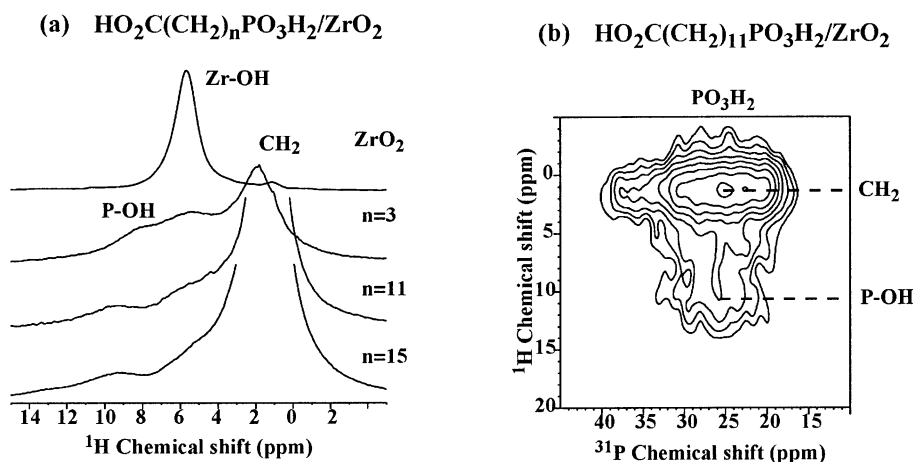 (a) HO₂C(CH₂)ₙPO₃H₂/ZrO₂
Zr-OH
CH₂
ZrO₂
P-OH
n=3
n=11
n=15
14 12 10 8 6 4 2 0 2
¹H Chemical shift (ppm)
(b) HO₂C(CH₂)₁₁PO₃H₂/ZrO₂
PO₃H₂
0
5
10
15
20
¹H Chemical shift (ppm)
CH₂
P-OH
40 35 30 25 20 15
³¹P Chemical shift (ppm)